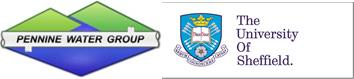 PENNINE WATER GROUP
The
University
Of
Sheffield.